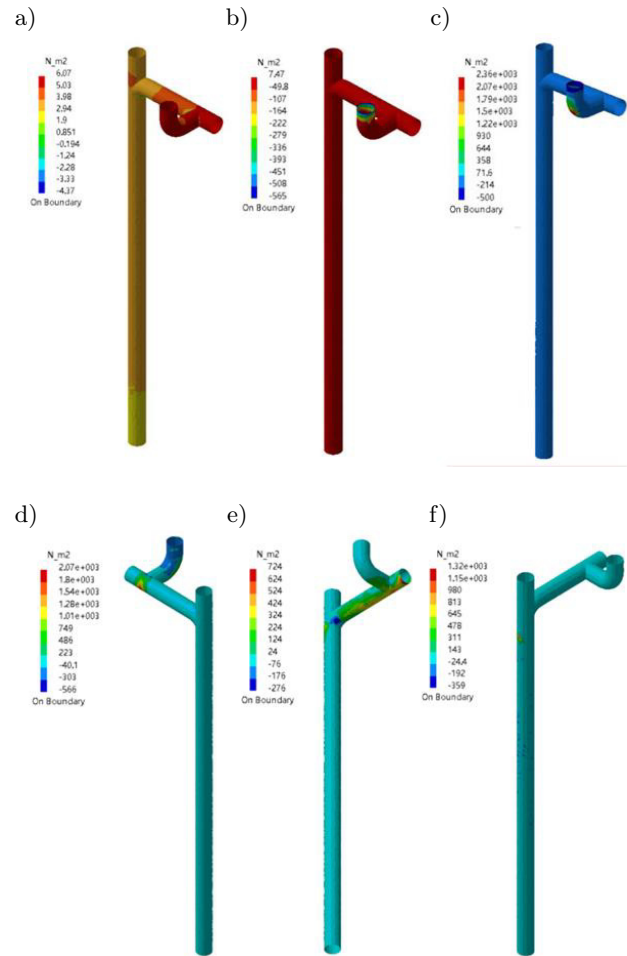 a)
N_m2
6.07
5.03
3.98
2.94
1.9
0.851
-0.194
-1.24
-2.28
-3.33
-4.37
On Boundary
b)
N_m2
7.47
-49.8
-107
-164
-222
-279
-336
-393
-451
-508
-565
On Boundary
c)
N_m2
2.36e+003
2.07e+003
1.79e+003
1.5e+003
1.22e+003
930
644
358
71.6
-214
-500
On Boundary
d)
N_m2
2.07e+003
1.8e+003
1.54e+003
1.28e+003
1.01e+003
749
486
223
-40.1
-303
-566
On Boundary
e)
N_m2
724
624
524
424
324
224
124
24
-76
-176
-276
On Boundary
f)
N_m2
1.32e+003
1.15e+003
980
813
645
478
311
143
-24.4
-192
-359
On Boundary